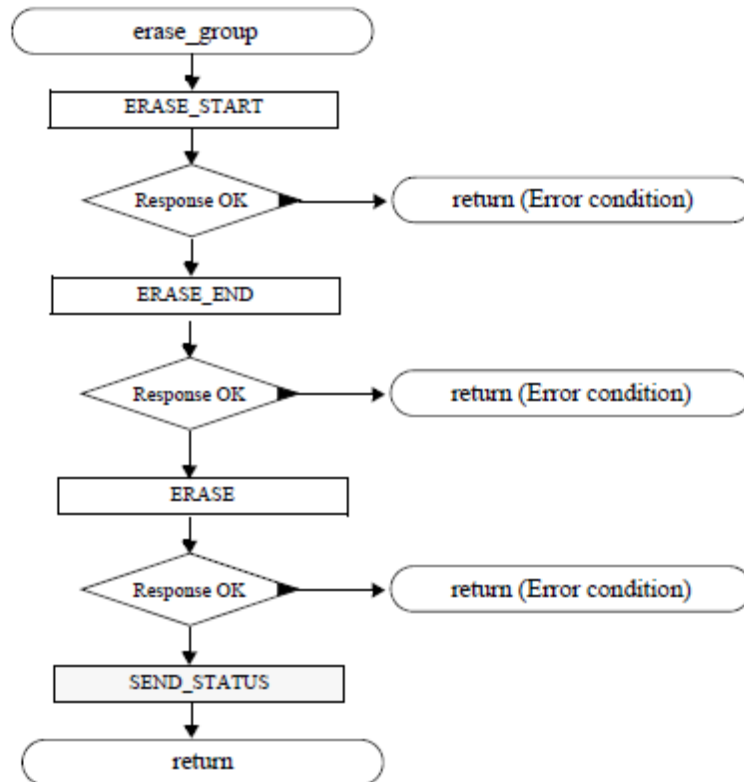 erase_group
ERASE_START
Response OK
return (Error condition)
ERASE_END
Response OK
return (Error condition)
ERASE
Response OK
return (Error condition)
SEND_STATUS
return